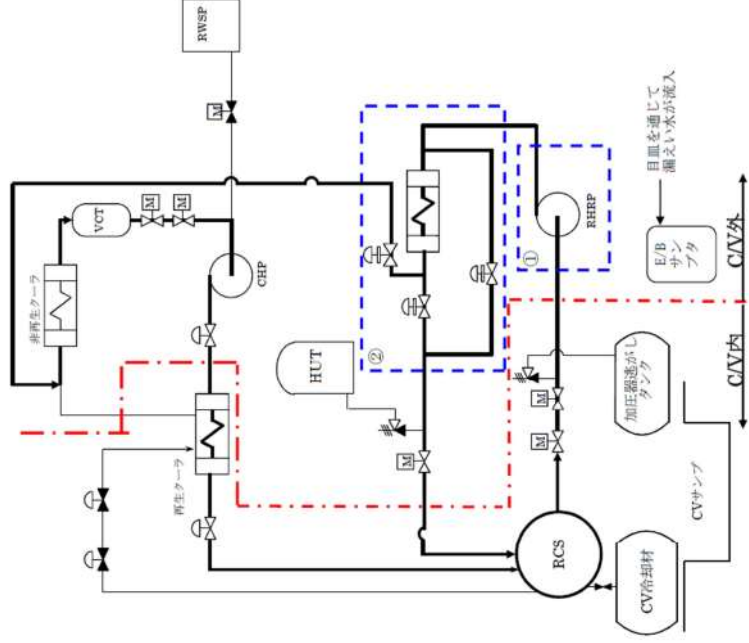 RWSP
M
VCT
M
M
非再生クーラ
CHP
再生クーラ
②
HUT
M
①
RHRP
目皿を通じて
漏えい水が流入
E/B
サン
プタ
M
M
加圧器逃がし
タンク
RCS
CV冷却材
CVサンプ
C/V内
C/V外